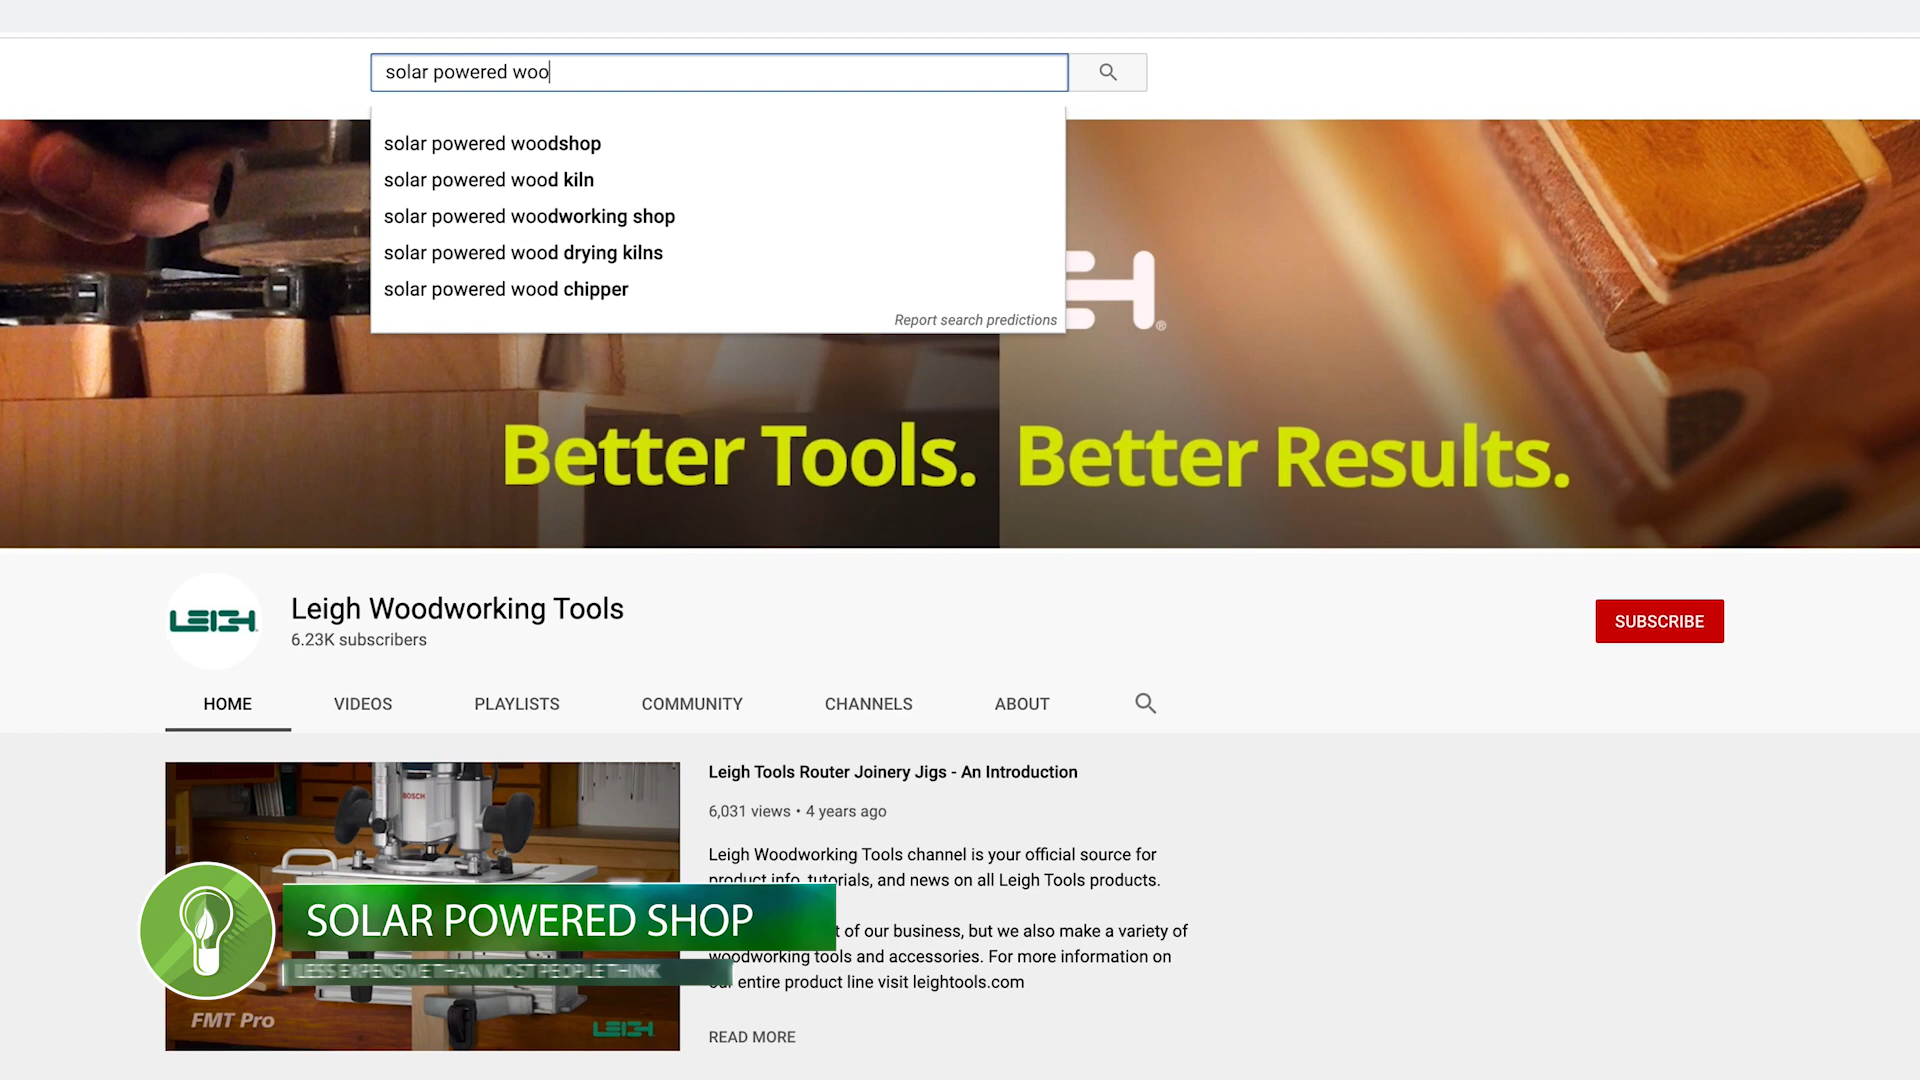 solar powered woo
solar powered woodshop
solar powered wood kiln
solar powered woodworking shop
solar powered wood drying kilns
solar powered wood chipper
Report search predictions
®
Better Tools. Better Results.
LEIGH
Leigh Woodworking Tools
6.23K subscribers
SUBSCRIBE
HOME
VIDEOS
PLAYLISTS
COMMUNITY
CHANNELS
ABOUT
BOSCH
FMT Pro
LEIGH
Leigh Tools Router Joinery Jigs - An Introduction
6,031 views • 4 years ago
Leigh Woodworking Tools channel is your official source for
product info, tutorials, and news on all Leigh Tools products.
t of our business, but we also make a variety of
woodworking tools and accessories. For more information on
our entire product line visit leightools.com
READ MORE
SOLAR POWERED SHOP
LESS EXPENSIVE THAN MOST PEOPLE THINK